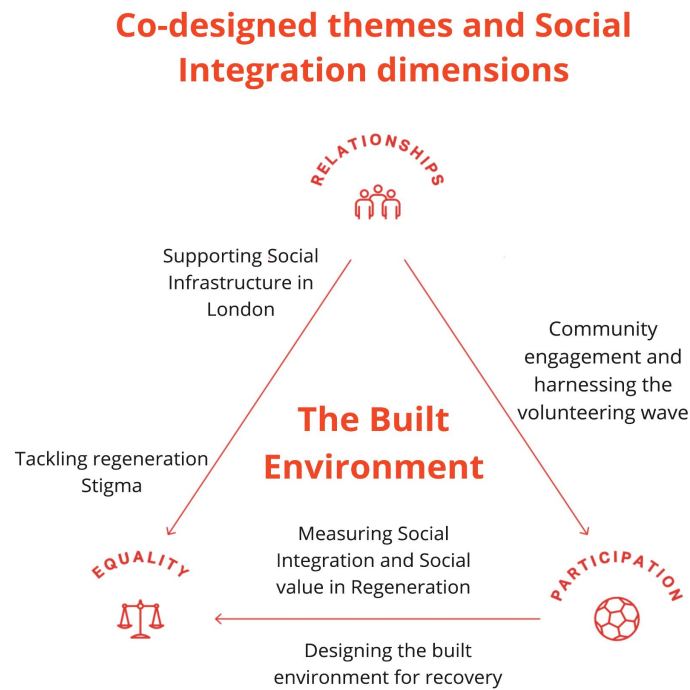 Co-designed themes and Social
Integration dimensions
RELATIONSHIPS
Supporting Social
Infrastructure in
London
Community
engagement and
harnessing the
volunteering wave
The Built
Environment
Tackling regeneration
Stigma
Measuring Social
Integration and Social
value in Regeneration
EQUALITY
PARTICIPATION
Designing the built
environment for recovery